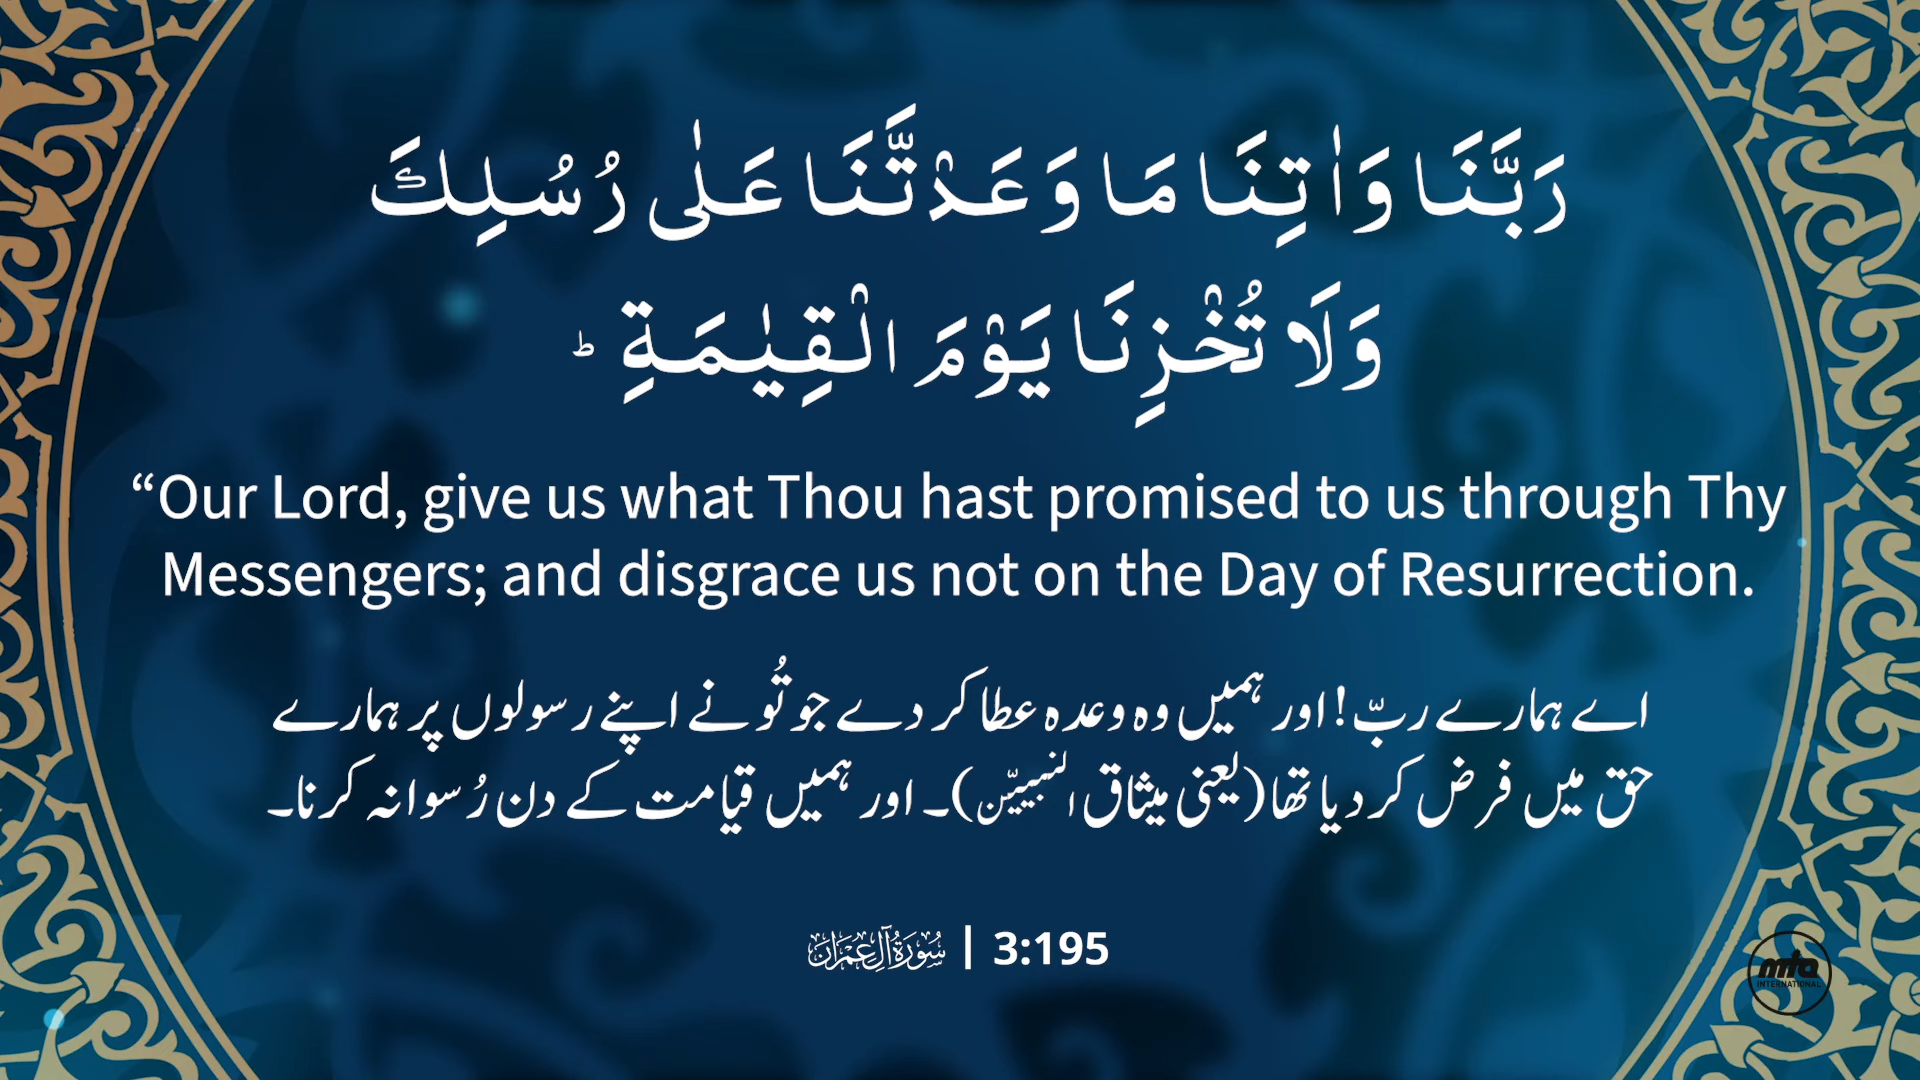 رَبَّنَا وَاٰتِنَا مَا وَعَدْتَّنَا عَلٰى رُسُلِكَ
وَلَا تُخْزِنَا يَوْمَ الْقِيٰمَةِ ؕ
“Our Lord, give us what Thou hast promised to us through Thy
Messengers; and disgrace us not on the Day of Resurrection.
اے ہمارے ربّ! اور ہمیں وہ وعدہ عطا کر دے جو تُو نے اپنے رسولوں پر ہمارے
حق میں فرض کر دیا تھا (یعنی میثاق النبییّن)۔ اور ہمیں قیامت کے دن رُسوا نہ کرنا۔
سُورَةُ آلِ عِمْرَان | 3:195
mta
INTERNATIONAL